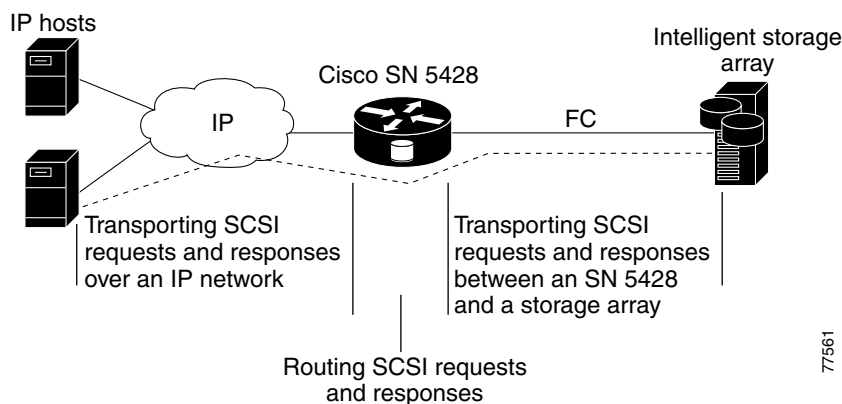 IP hosts
Cisco SN 5428
Intelligent storage
array
IP
FC
Transporting SCSI
requests and responses
over an IP network
Transporting SCSI
requests and responses
between an SN 5428
and a storage array
Routing SCSI requests
and responses
77561